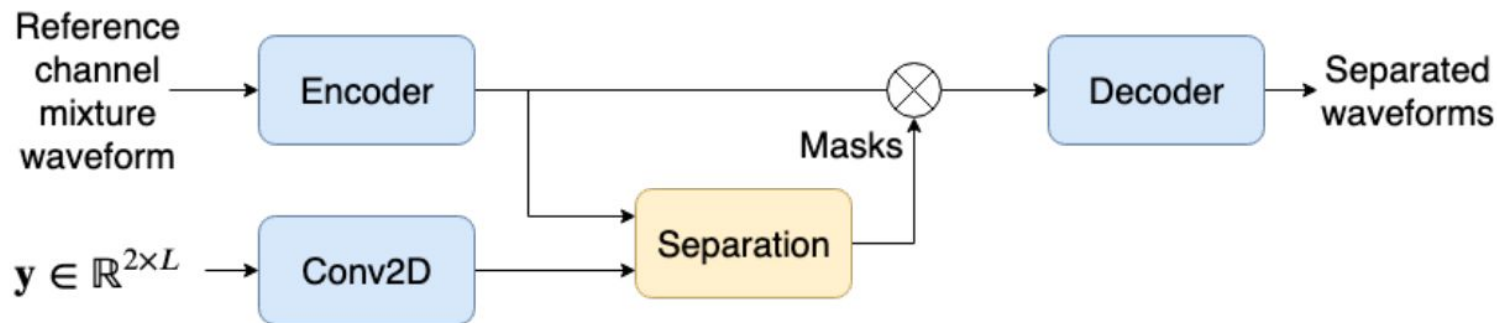 Reference
channel
mixture
waveform
Encoder
Decoder
Separated
waveforms
Masks
Separation
𝐲 ∈ ℝ^{2×L}
Conv2D